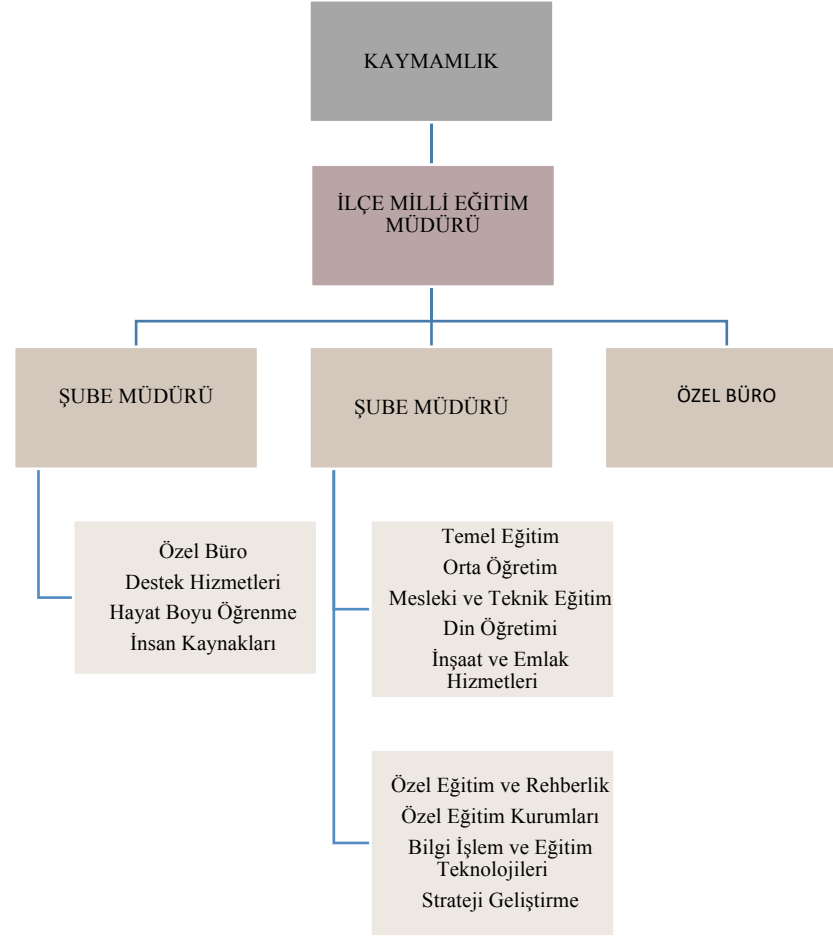 KAYMAMLIK
İLÇE MİLLİ EĞİTİM
MÜDÜRÜ
ŞUBE MÜDÜRÜ
ŞUBE MÜDÜRÜ
ÖZEL BÜRO
Özel Büro
Destek Hizmetleri
Hayat Boyu Öğrenme
İnsan Kaynakları
Temel Eğitim
Orta Öğretim
Mesleki ve Teknik Eğitim
Din Öğretimi
İnşaat ve Emlak
Hizmetleri
Özel Eğitim ve Rehberlik
Özel Eğitim Kurumları
Bilgi İşlem ve Eğitim
Teknolojileri
Strateji Geliştirme